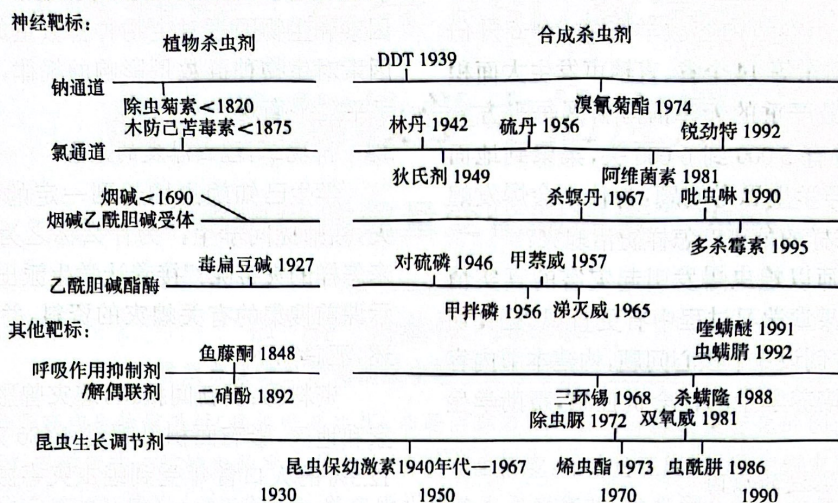 神经靶标：
植物杀虫剂
合成杀虫剂
DDT 1939
钠通道
除虫菊素<1820
溴氰菊酯 1974
木防己苦毒素<1875
林丹 1942
硫丹 1956
锐劲特 1992
氯通道
狄氏剂 1949
阿维菌素 1981
烟碱<1690
杀螟丹 1967
吡虫啉 1990
烟碱乙酰胆碱受体
多杀霉素 1995
毒扁豆碱 1927
对硫磷 1946
甲萘威 1957
乙酰胆碱酯酶
甲拌磷 1956
涕灭威 1965
其他靶标：
喹螨醚 1991
鱼藤酮 1848
虫螨腈 1992
呼吸作用抑制剂
/解偶联剂
二硝酚 1892
三环锡 1968
杀螨隆 1988
除虫脲 1972
双氧威 1981
昆虫生长调节剂
昆虫保幼激素1940年代—1967
烯虫酯 1973
虫酰肼 1986
1930
1950
1970
1990